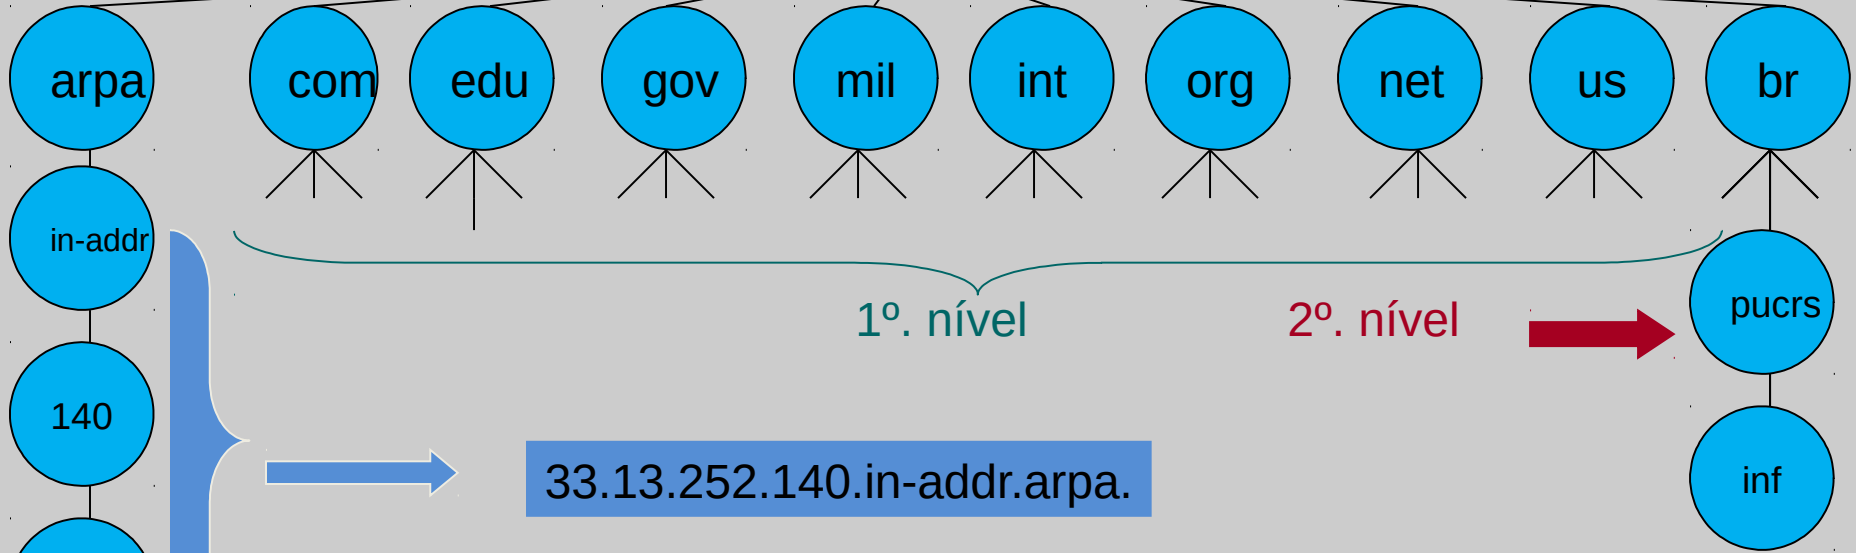 arpa com edu gov mil int org net us br
in-addr
pucrs
1º. nível 2º. nível
140
33.13.252.140.in-addr.arpa.
inf